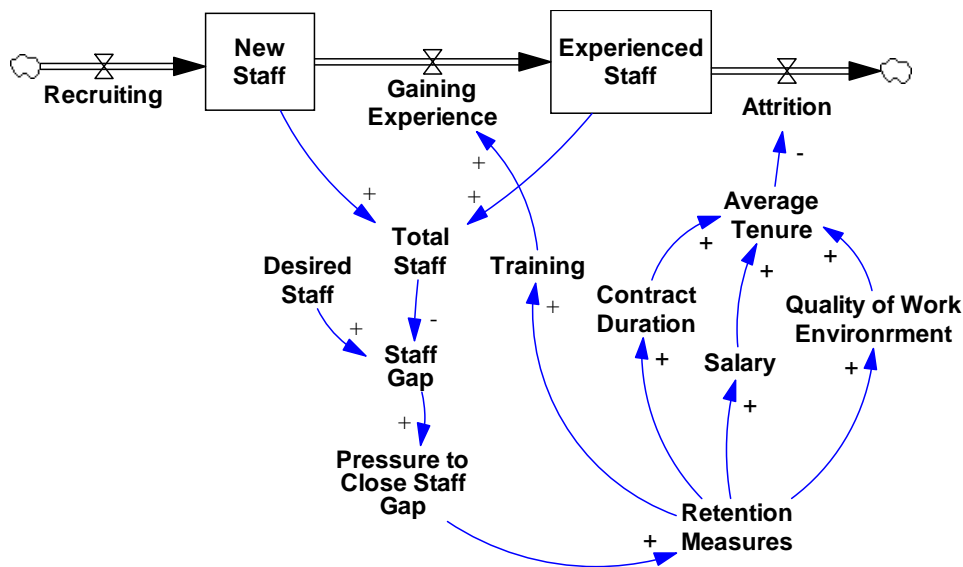 New
Staff
Experienced
Staff
Recruiting
Gaining
Experience
Attrition
+
+
+
-
Average
Tenure
Total
Staff
+
+
+
Desired
Staff
Training
Contract
Duration
Quality of Work
Environrment
+
-
+
Staff
Gap
Salary
+
+
+
+
Pressure to
Close Staff
Gap
Retention
Measures
+